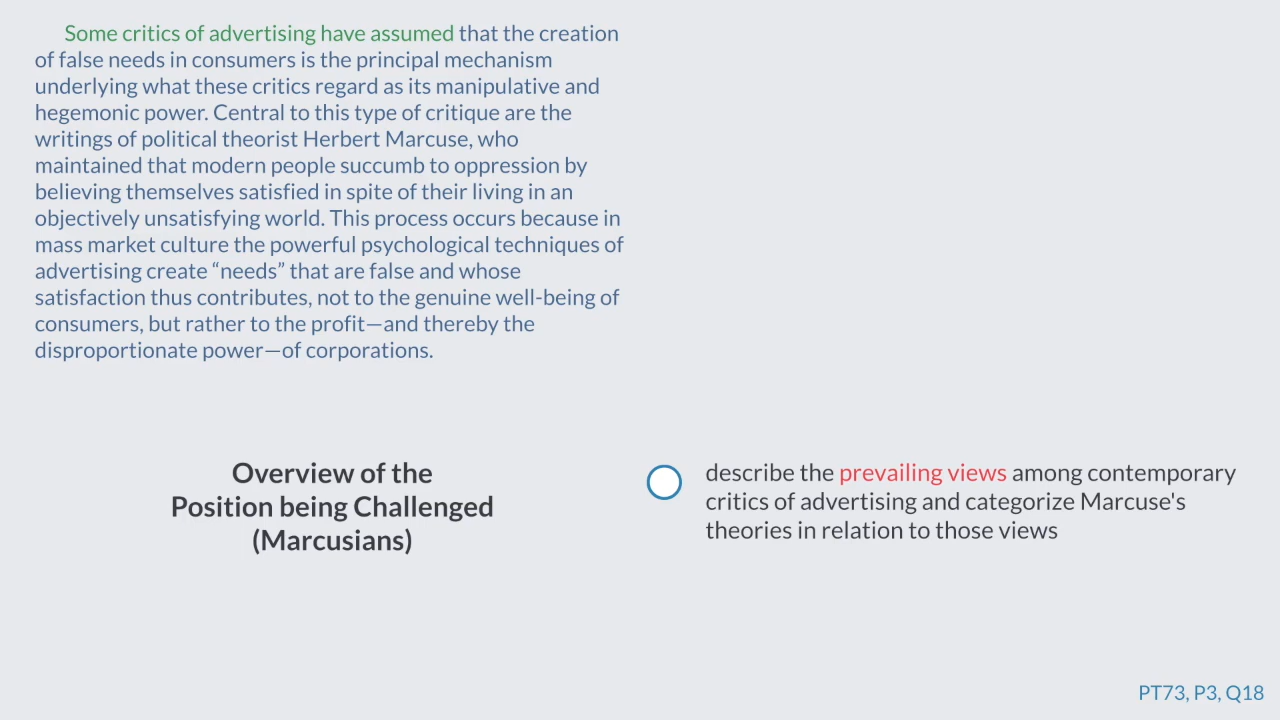 Some critics of advertising have assumed that the creation
of false needs in consumers is the principal mechanism
underlying what these critics regard as its manipulative and
hegemonic power. Central to this type of critique are the
writings of political theorist Herbert Marcuse, who
maintained that modern people succumb to oppression by
believing themselves satisfied in spite of their living in an
objectively unsatisfying world. This process occurs because in
mass market culture the powerful psychological techniques of
advertising create “needs” that are false and whose
satisfaction thus contributes, not to the genuine well-being of
consumers, but rather to the profit—and thereby the
disproportionate power—of corporations.
Overview of the
Position being Challenged
(Marcusians)
describe the prevailing views among contemporary
critics of advertising and categorize Marcuse's
theories in relation to those views
PT73, P3, Q18